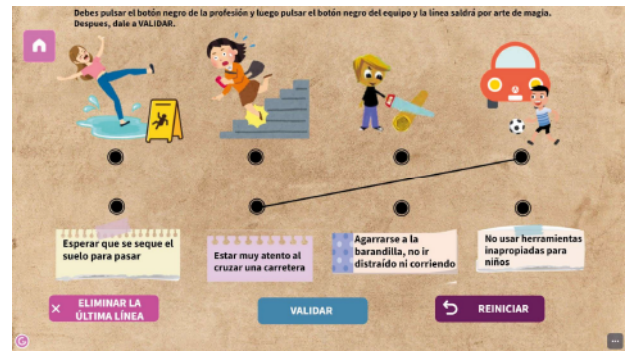 Debes pulsar el botón negro de la profesión y luego pulsar el botón negro del equipo y la línea saldrá por arte de magia.
Despues, dale a VALIDAR.
Esperar que se seque el
suelo para pasar
Estar muy atento al
cruzar una carretera
Agarrarse a la
barandilla, no ir
distraído ni corriendo
No usar herramientas
inapropiadas para
niños
ELIMINAR LA
ÚLTIMA LÍNEA
VALIDAR
REINICIAR